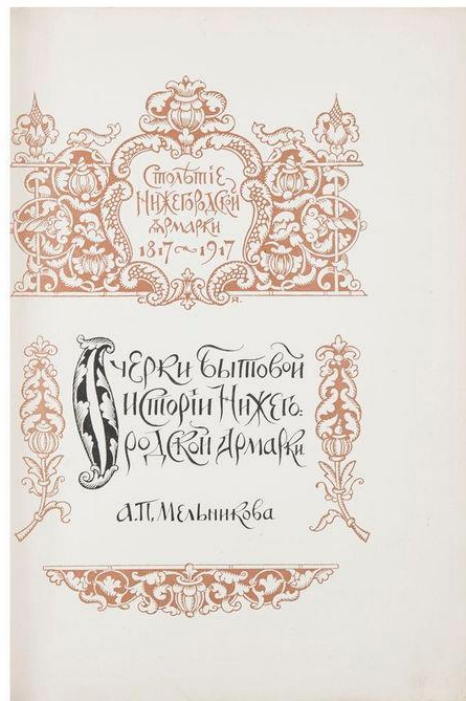 Столѣтіе
Нижегородской
Ярмарки
1817~1917
Я.
Очерки бытовой
исторіи Нижего=
родской Ярмарки
А.П. Мельникова